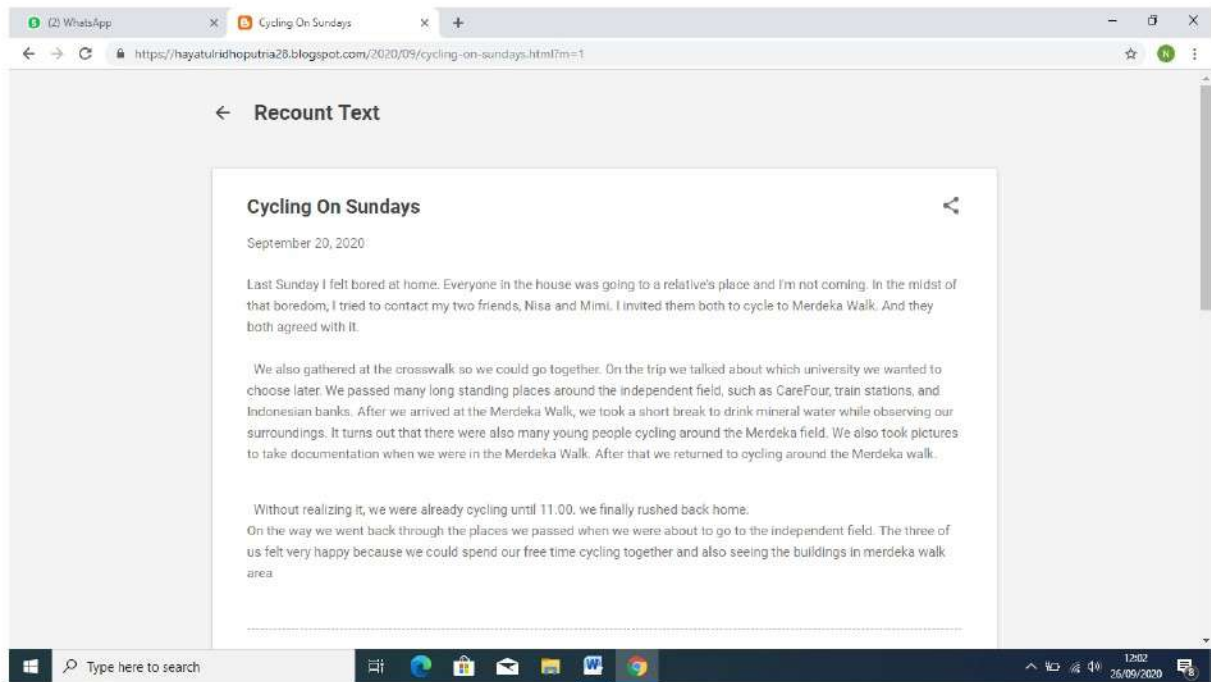 (2) WhatsApp
Cycling On Sundays
https://hayatulridhoputria28.blogspot.com/2020/09/cycling-on-sundays.html?m=1
N
Recount Text
Cycling On Sundays
September 20, 2020
Last Sunday I felt bored at home. Everyone in the house was going to a relative's place and I'm not coming. In the midst of
that boredom, I tried to contact my two friends, Nisa and Mimi. I invited them both to cycle to Merdeka Walk. And they
both agreed with it.
We also gathered at the crosswalk so we could go together. On the trip we talked about which university we wanted to
choose later. We passed many long standing places around the independent field, such as CareFour, train stations, and
Indonesian banks. After we arrived at the Merdeka Walk, we took a short break to drink mineral water while observing our
surroundings. It turns out that there were also many young people cycling around the Merdeka field. We also took pictures
to take documentation when we were in the Merdeka Walk. After that we returned to cycling around the Merdeka walk.
Without realizing it, we were already cycling until 11.00. we finally rushed back home.
On the way we went back through the places we passed when we were about to go to the independent field. The three of
us felt very happy because we could spend our free time cycling together and also seeing the buildings in merdeka walk
area
Type here to search
12:02
26/09/2020